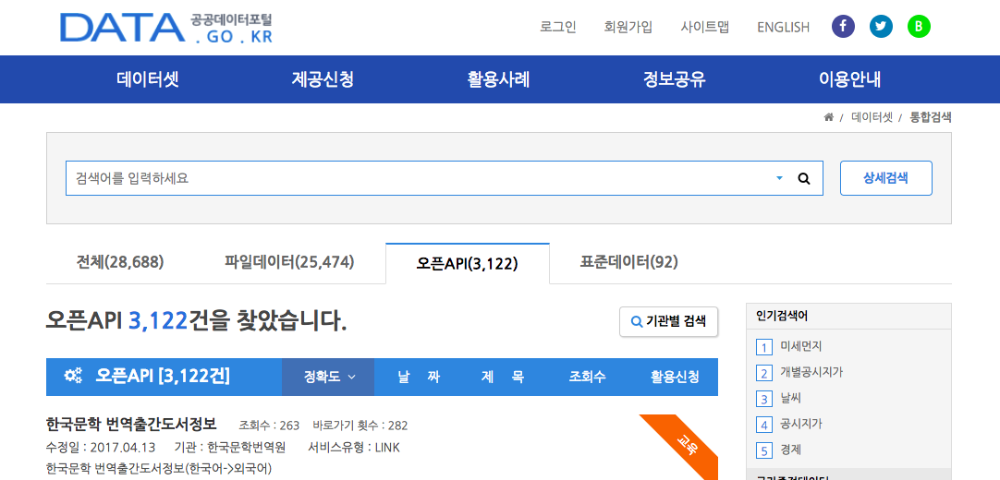 DATA 공공데이터포털 . GO . KR
로그인 회원가입 사이트맵 ENGLISH f B
데이터셋 제공신청 활용사례 정보공유 이용안내
/ 데이터셋 / 통합검색
검색어를 입력하세요 상세검색
전체(28,688) 파일데이터(25,474) 오픈API(3,122) 표준데이터(92)
오픈API 3,122건을 찾았습니다. 기관별 검색
오픈API [3,122건] 정확도 날 짜 제 목 조회수 활용신청
한국문학 번역출간도서정보 조회수 : 263 바로가기 횟수 : 282
수정일 : 2017.04.13 기관 : 한국문학번역원 서비스유형 : LINK
한국문학 번역출간도서정보(한국어->외국어)
교육
인기검색어
1 미세먼지
2 개별공시지가
3 날씨
4 공시지가
5 경제